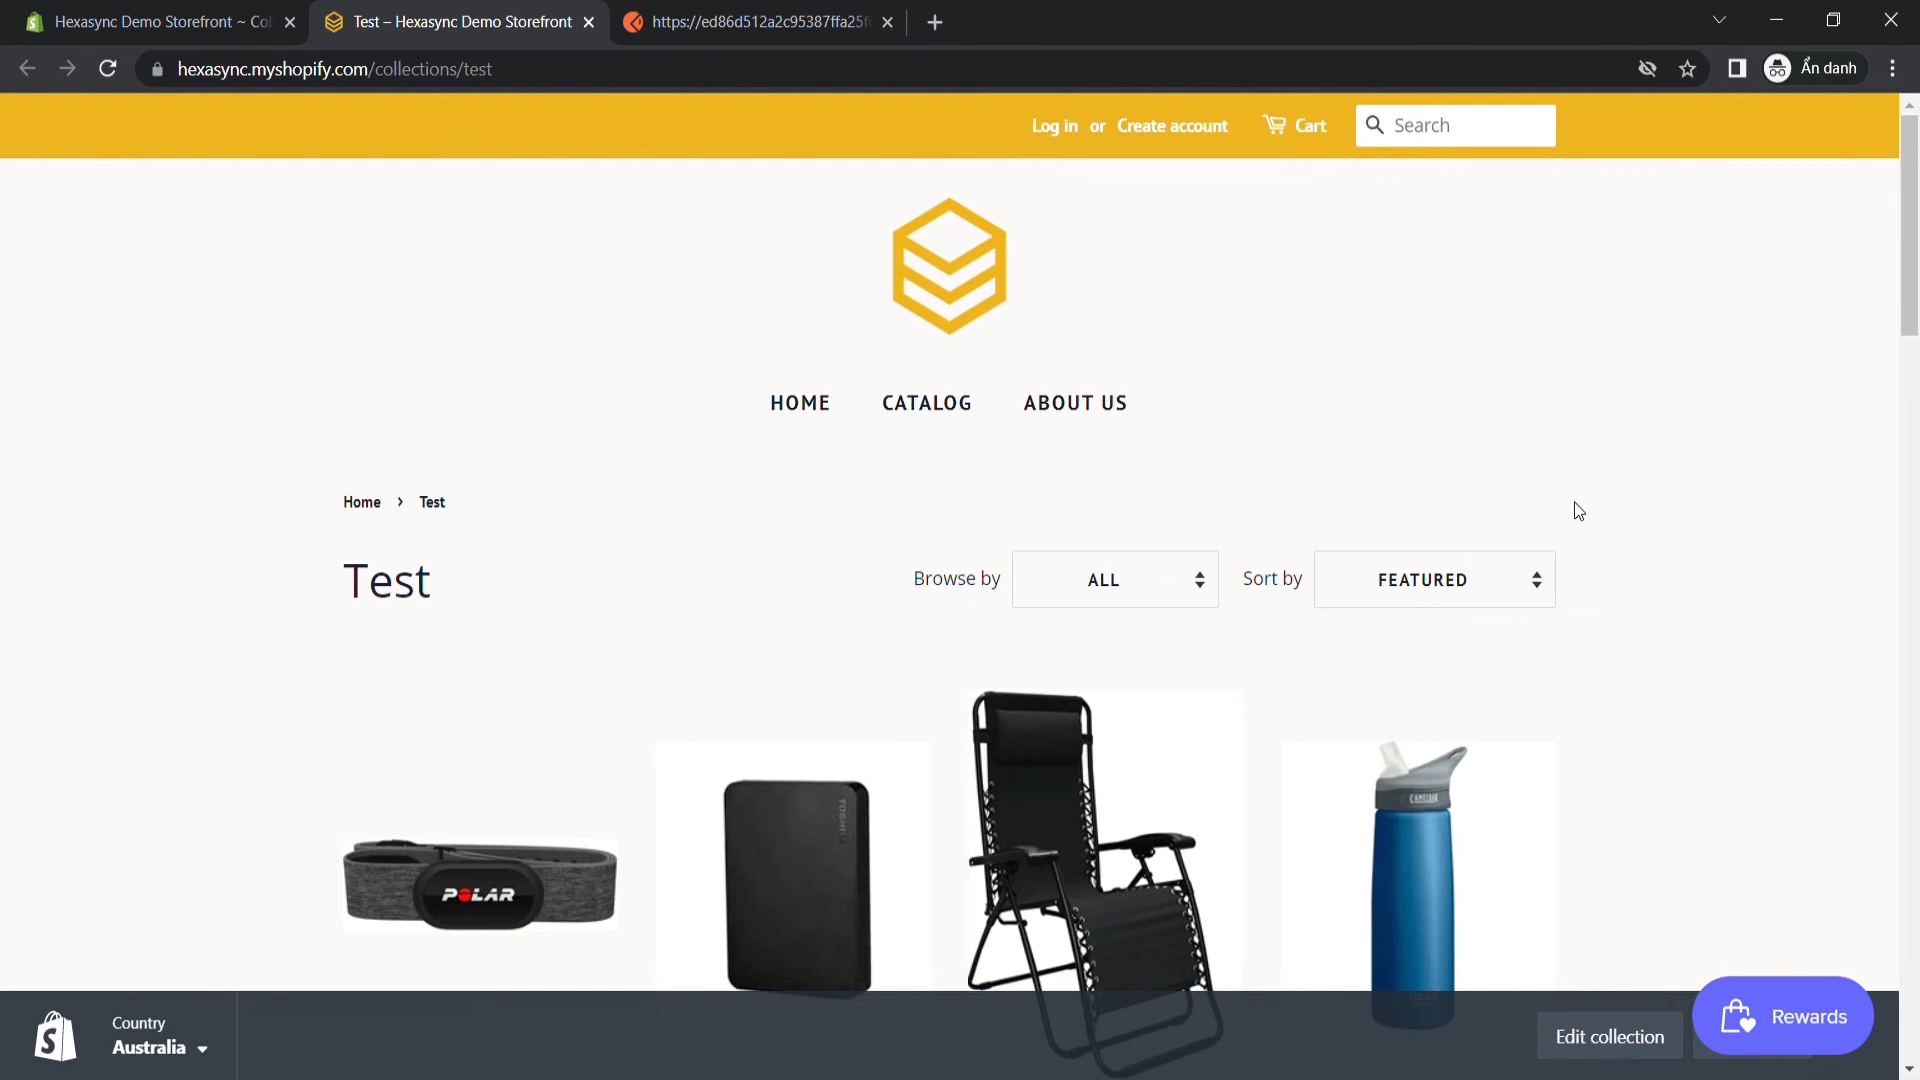 Hexasync Demo Storefront ~ Col
Test – Hexasync Demo Storefront
https://ed86d512a2c95387ffa25f
hexasync.myshopify.com/collections/test
Ẩn danh
Log in or Create account
Cart
Search
HOME
CATALOG
ABOUT US
Home › Test
Test
Browse by
ALL
Sort by
FEATURED
POLAR
CAMELBAK
Country
Australia
Edit collection
Rewards